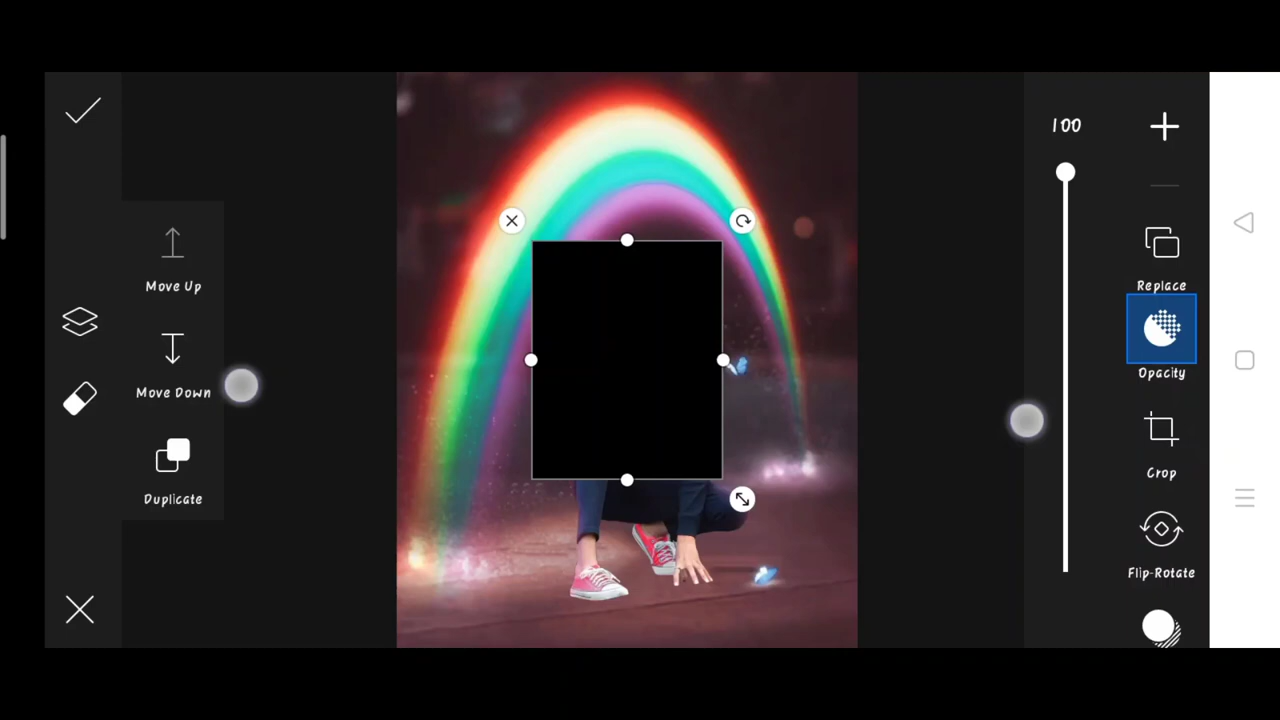 100
Move Up
Replace
Move Down
Opacity
Duplicate
Crop
Flip-Rotate